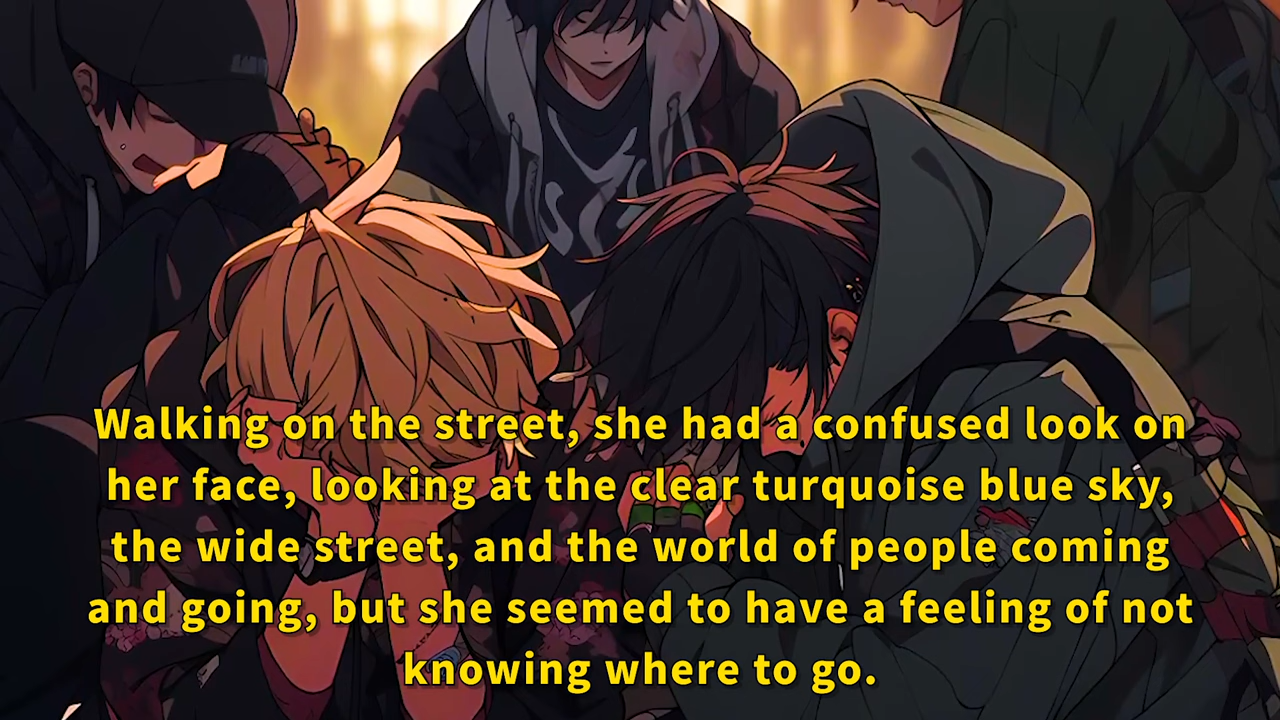 Walking on the street, she had a confused look on
her face, looking at the clear turquoise blue sky,
the wide street, and the world of people coming
and going, but she seemed to have a feeling of not
knowing where to go.